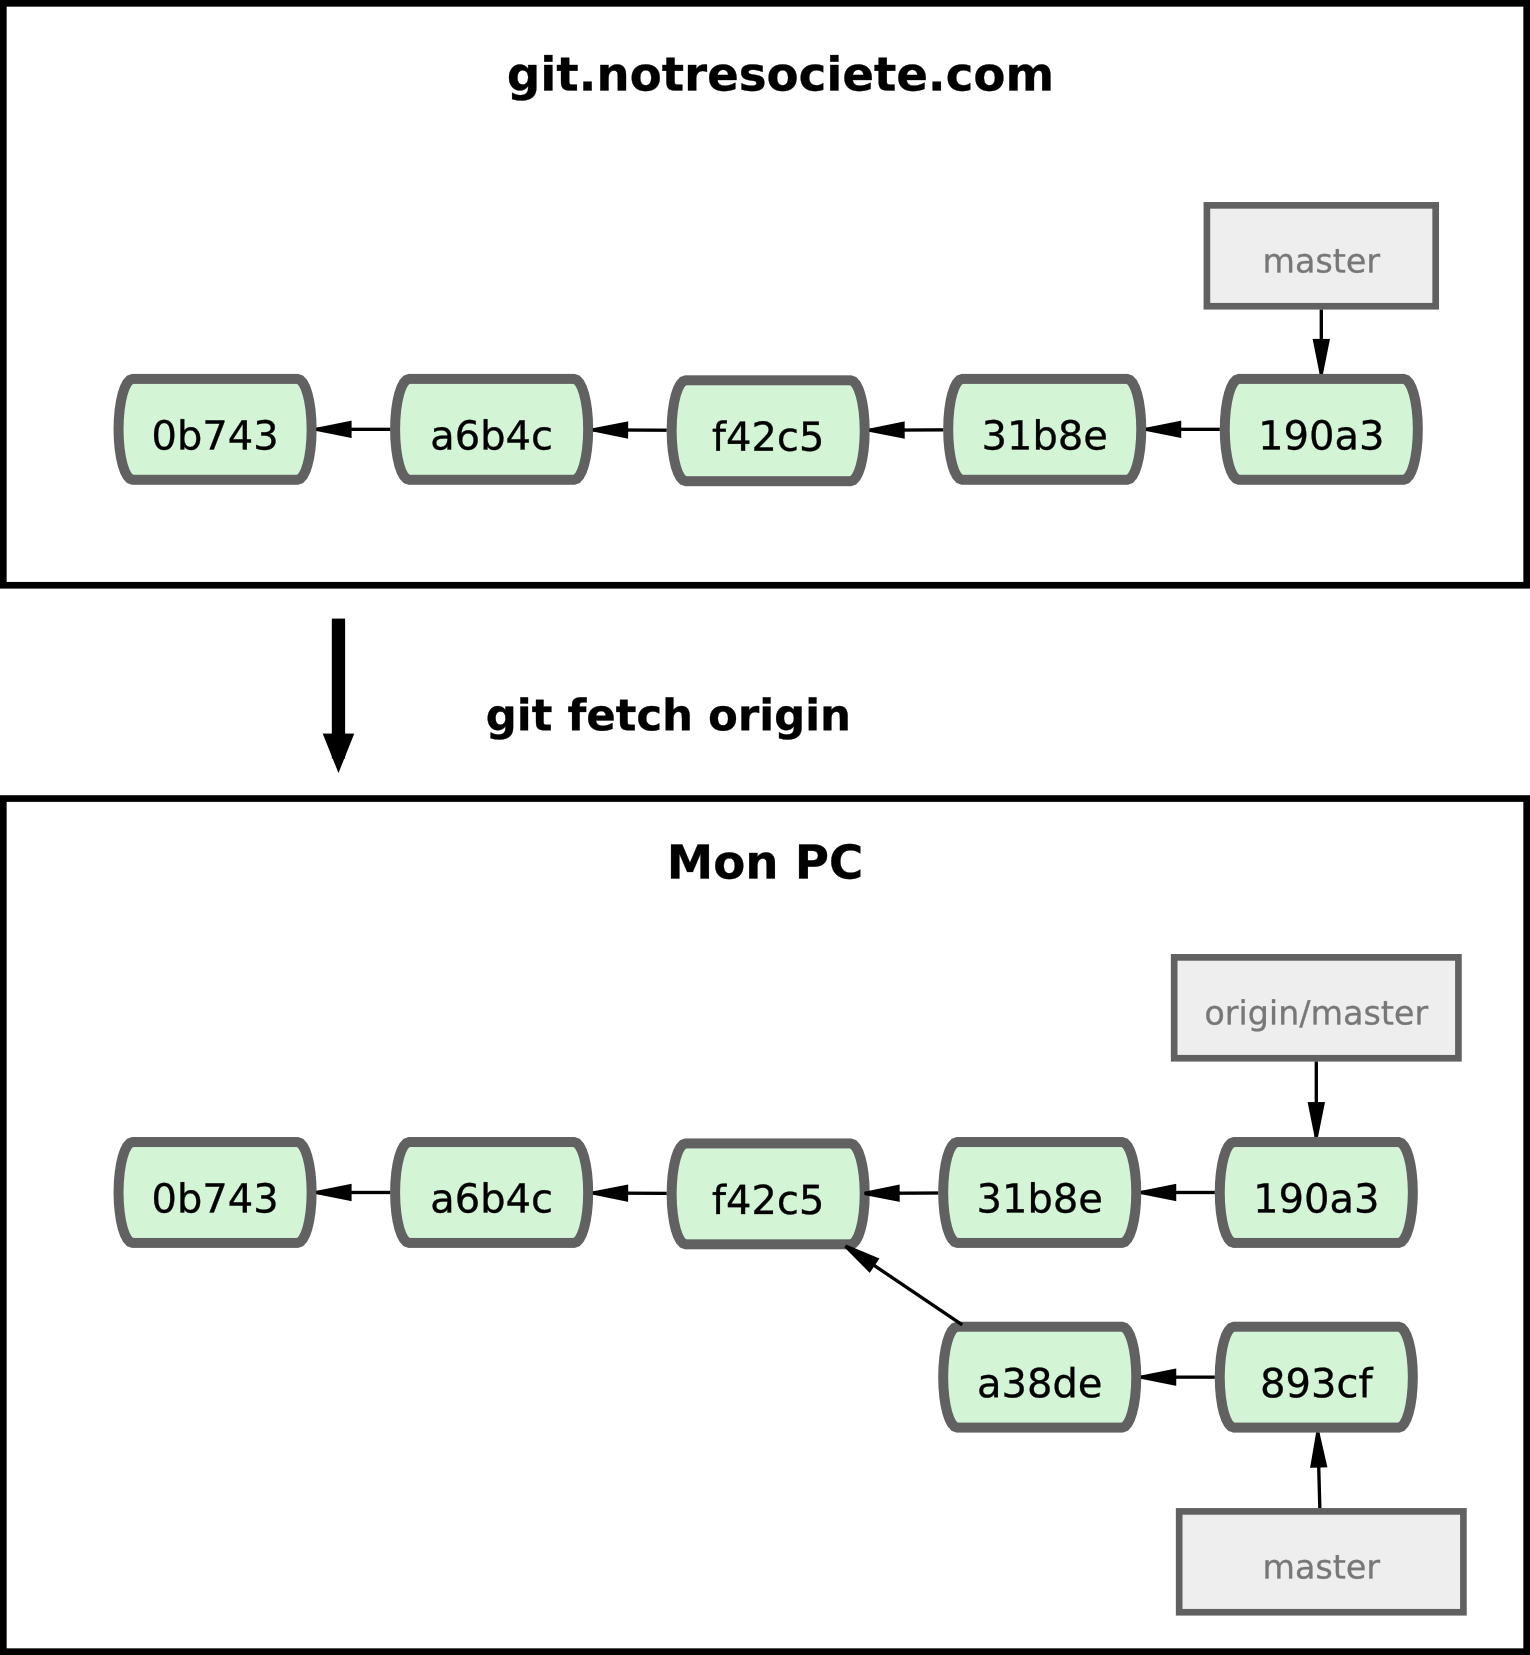 git.notresociete.com
master
0b743
a6b4c
f42c5
31b8e
190a3
git fetch origin
Mon PC
origin/master
0b743
a6b4c
f42c5
31b8e
190a3
a38de
893cf
master